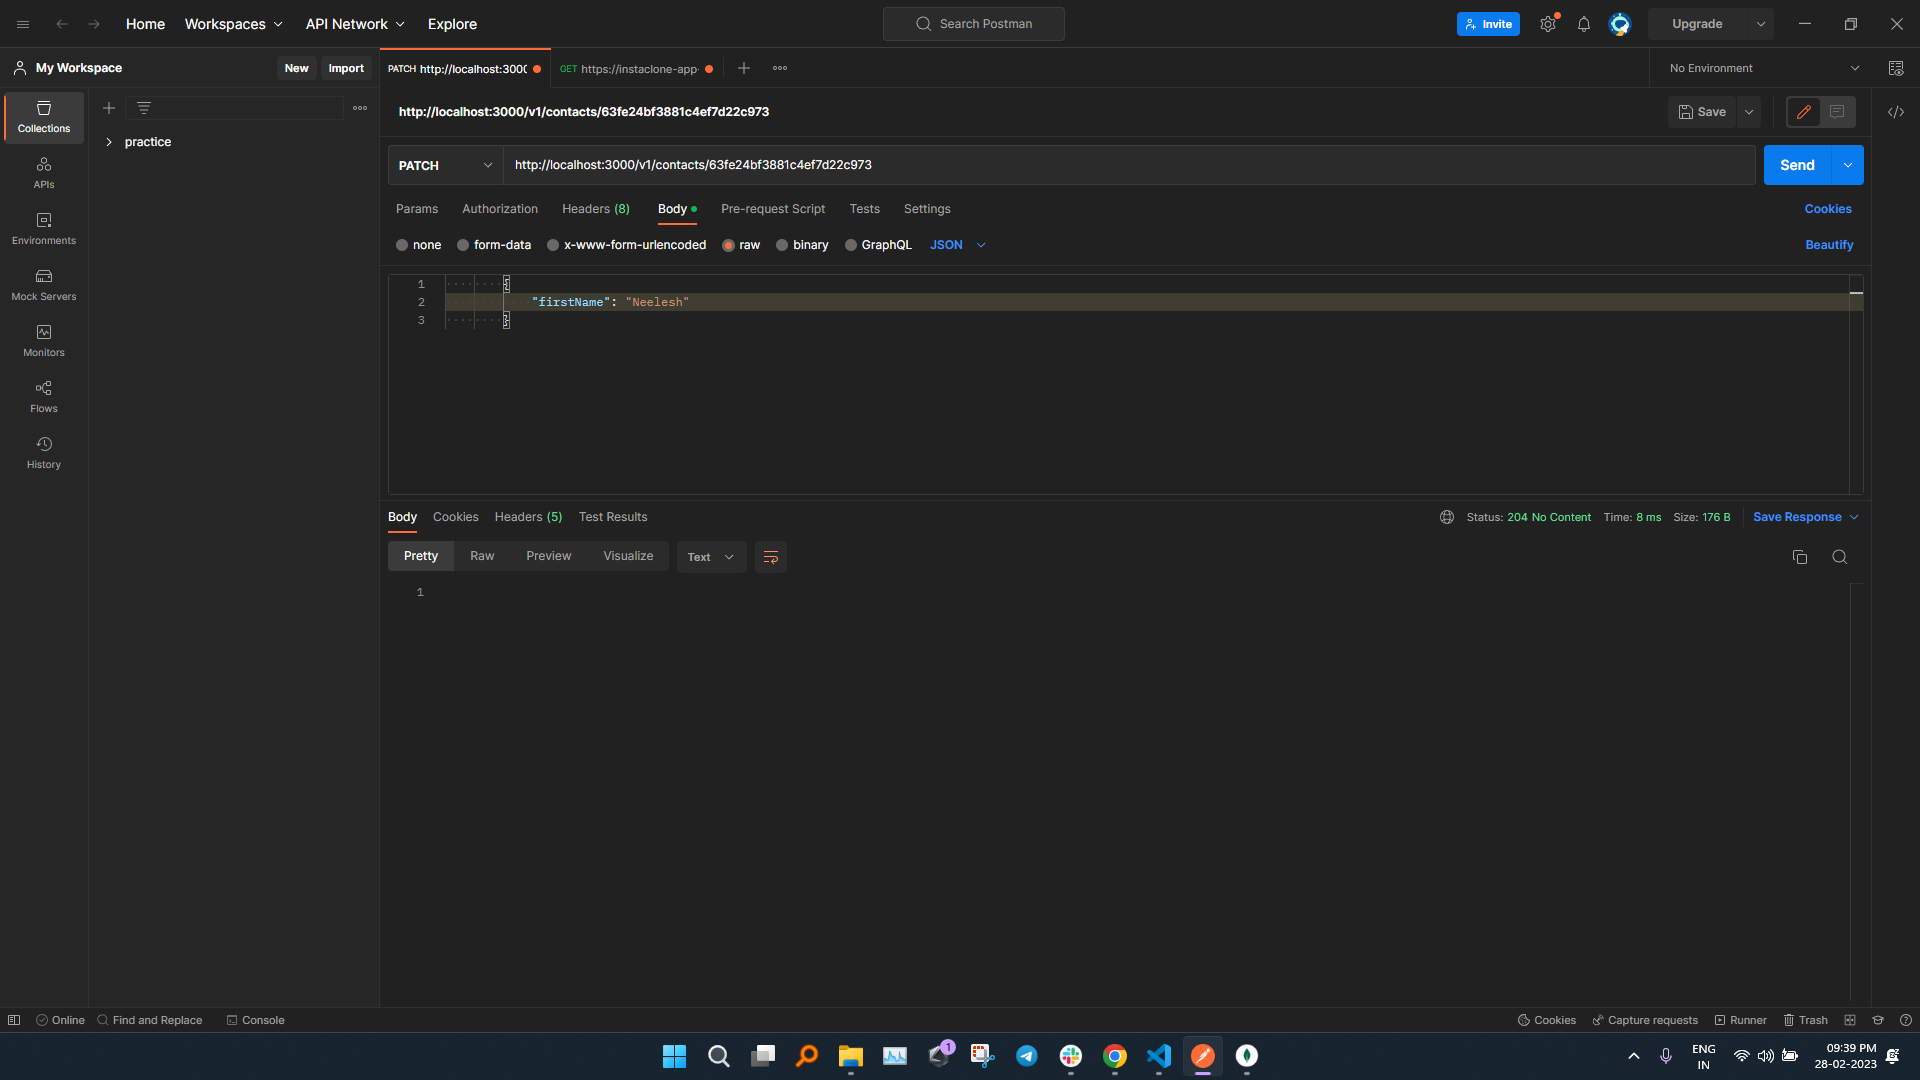 Home Workspaces API Network Explore Search Postman Invite Upgrade
My Workspace New Import PATCH http://localhost:3000 GET https://instaclone-app- No Environment
Collections
practice
http://localhost:3000/v1/contacts/63fe24bf3881c4ef7d22c973 Save
PATCH http://localhost:3000/v1/contacts/63fe24bf3881c4ef7d22c973 Send
APIs
Params Authorization Headers (8) Body Pre-request Script Tests Settings Cookies
Environments
none form-data x-www-form-urlencoded raw binary GraphQL JSON Beautify
Mock Servers
1 {
2 "firstName": "Neelesh"
3 }
Monitors
Flows
History
Body Cookies Headers (5) Test Results Status: 204 No Content Time: 8 ms Size: 176 B Save Response
Pretty Raw Preview Visualize Text
1
Online Find and Replace Console Cookies Capture requests Runner Trash
1
ENG
IN
09:39 PM
28-02-2023